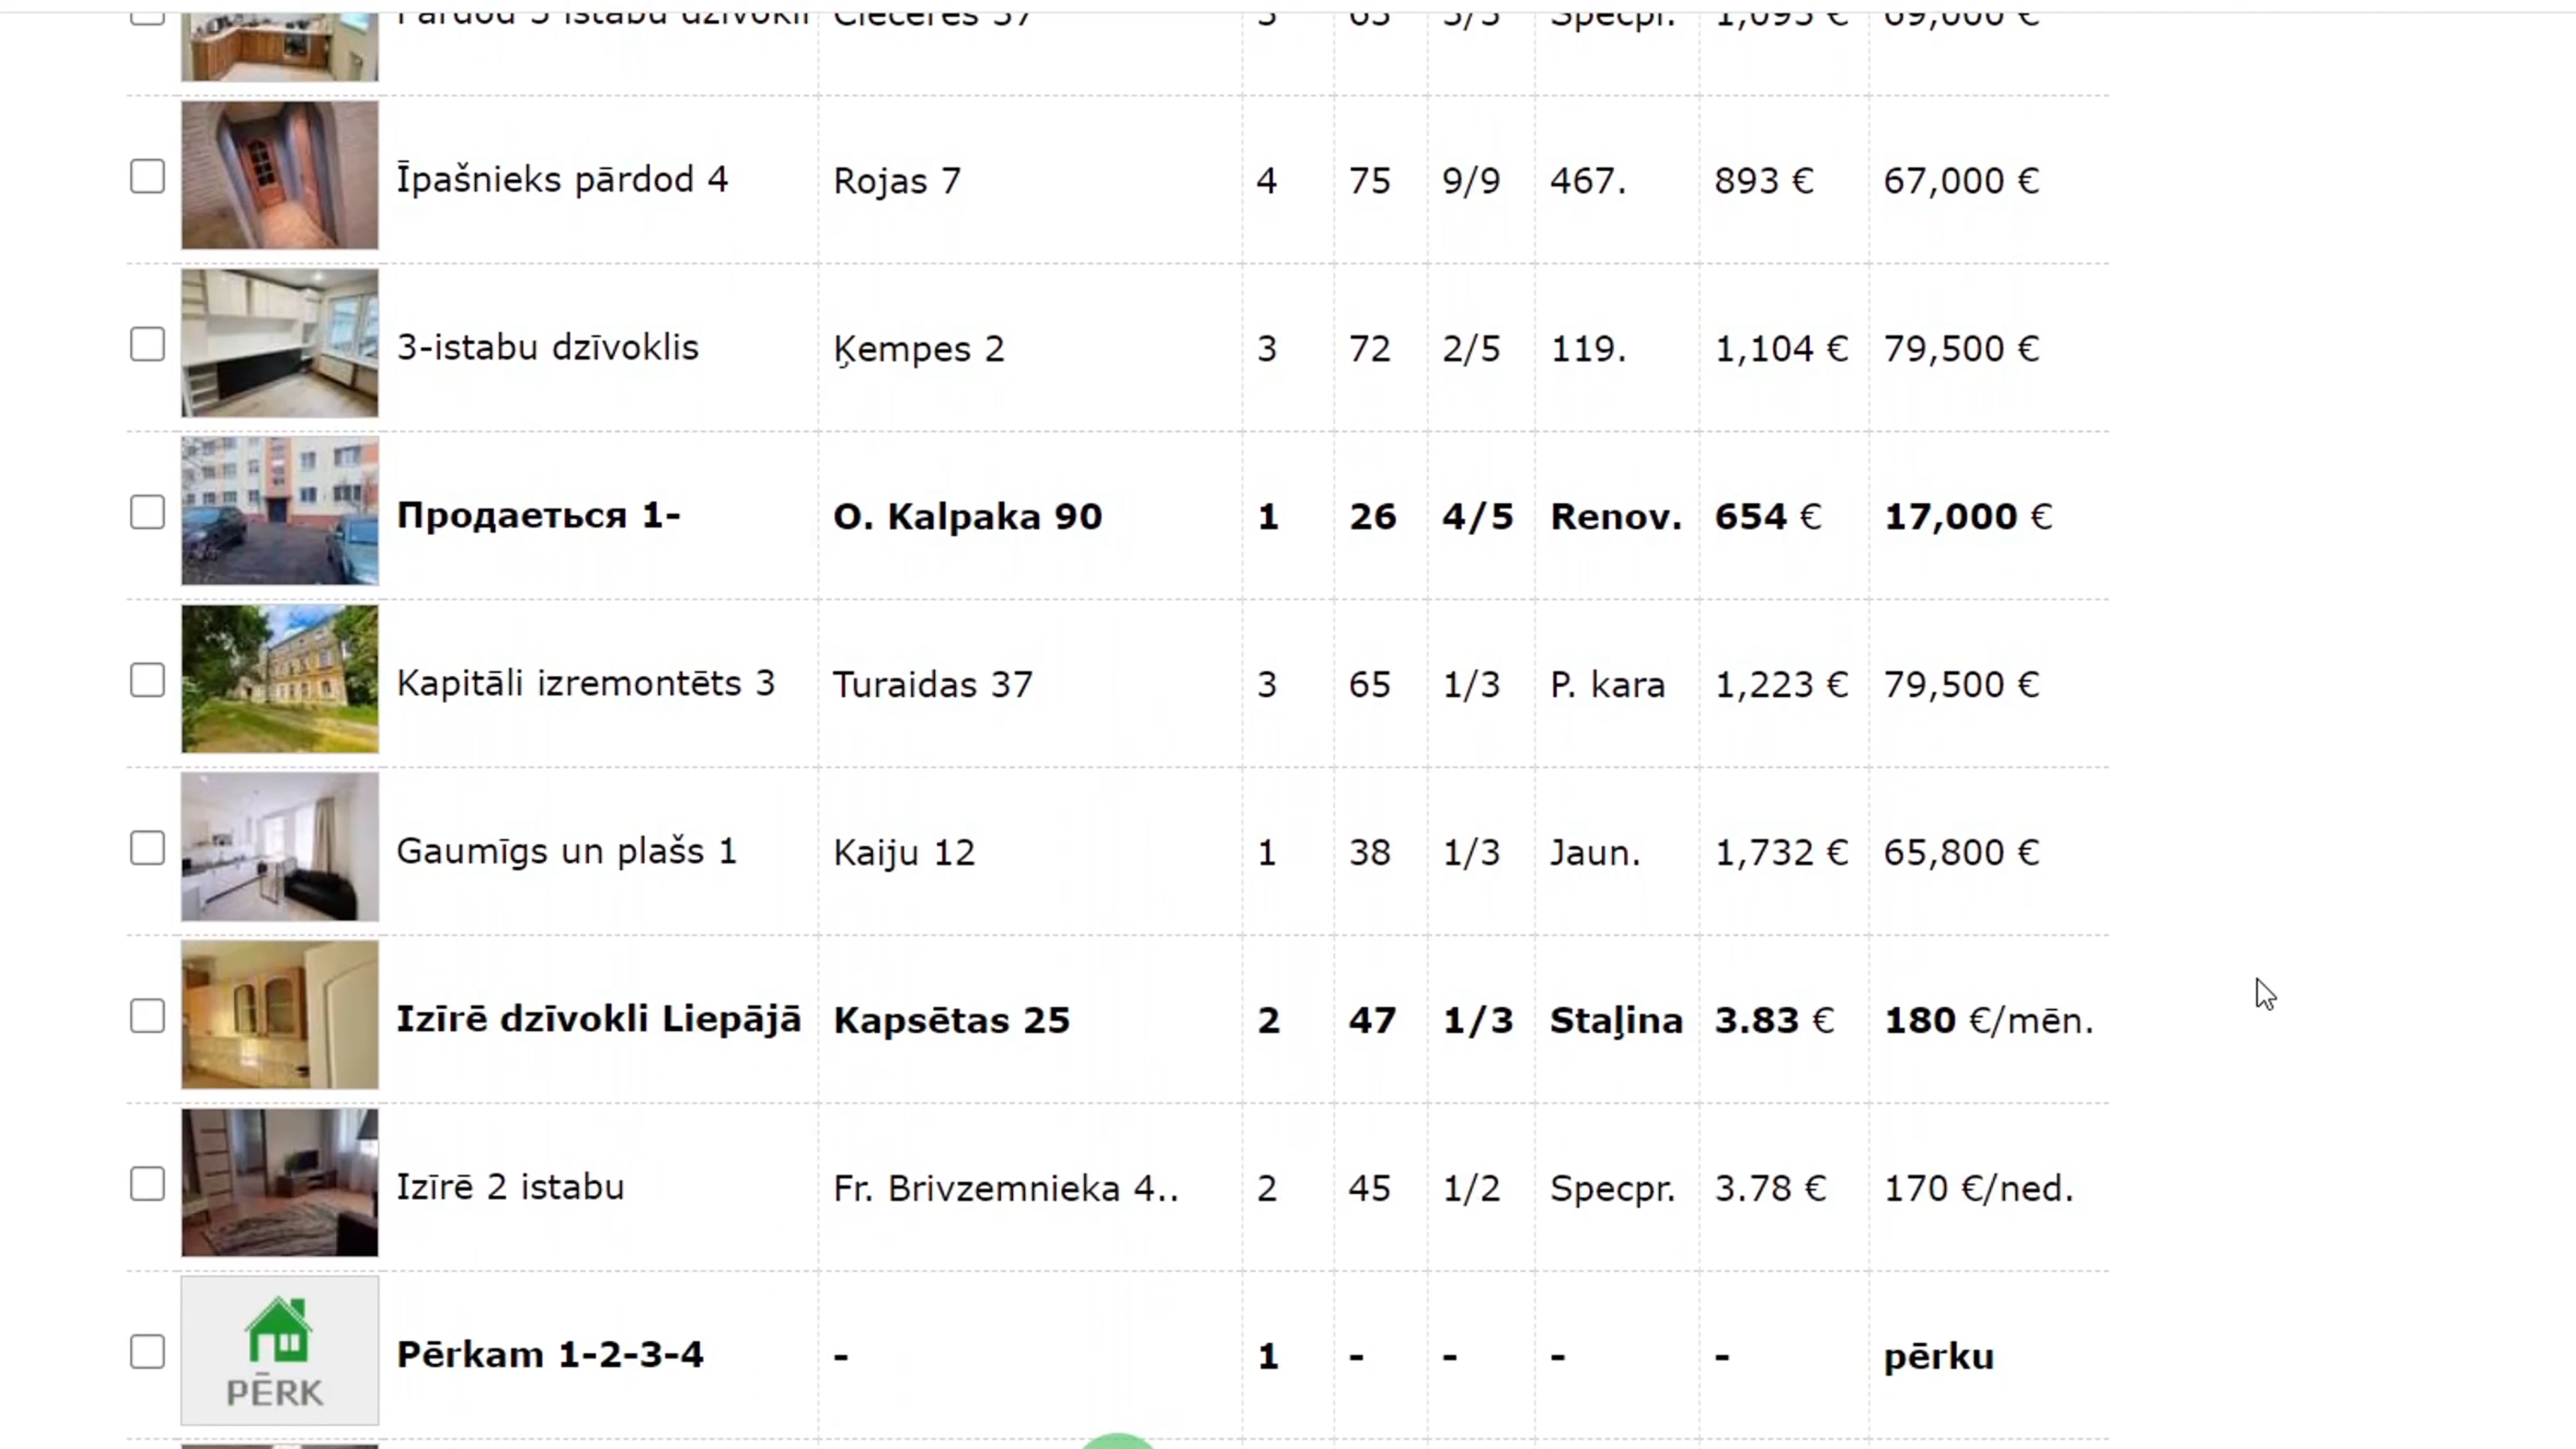 Īpašnieks pārdod 4 Rojas 7 4 75 9/9 467. 893 € 67,000 €
3-istabu dzīvoklis Ķempes 2 3 72 2/5 119. 1,104 € 79,500 €
Продаеться 1- O. Kalpaka 90 1 26 4/5 Renov. 654 € 17,000 €
Kapitāli izremontēts 3 Turaidas 37 3 65 1/3 P. kara 1,223 € 79,500 €
Gaumīgs un plašs 1 Kaiju 12 1 38 1/3 Jaun. 1,732 € 65,800 €
Izīrē dzīvokli Liepājā Kapsētas 25 2 47 1/3 Staļina 3.83 € 180 €/mēn.
Izīrē 2 istabu Fr. Brivzemnieka 4.. 2 45 1/2 Specpr. 3.78 € 170 €/ned.
PĒRK Pērkam 1-2-3-4 - 1 - - - - pērku